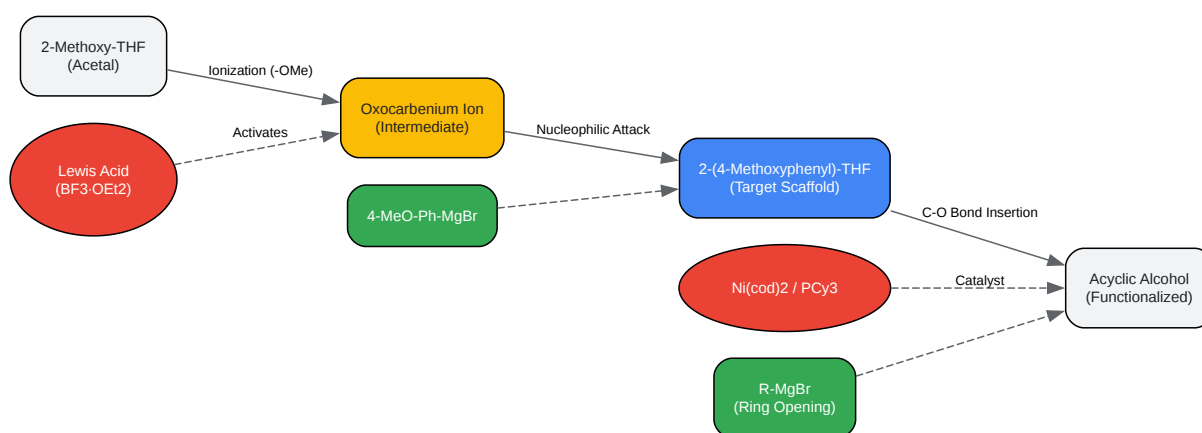 2-Methoxy-THF
(Acetal)
Ionization (-OMe)
Lewis Acid
(BF3·OEt2)
Activates
Oxocarbenium Ion
(Intermediate)
Nucleophilic Attack
4-MeO-Ph-MgBr
2-(4-Methoxyphenyl)-THF
(Target Scaffold)
C-O Bond Insertion
Ni(cod)2 / PCy3
Catalyst
Acyclic Alcohol
(Functionalized)
R-MgBr
(Ring Opening)